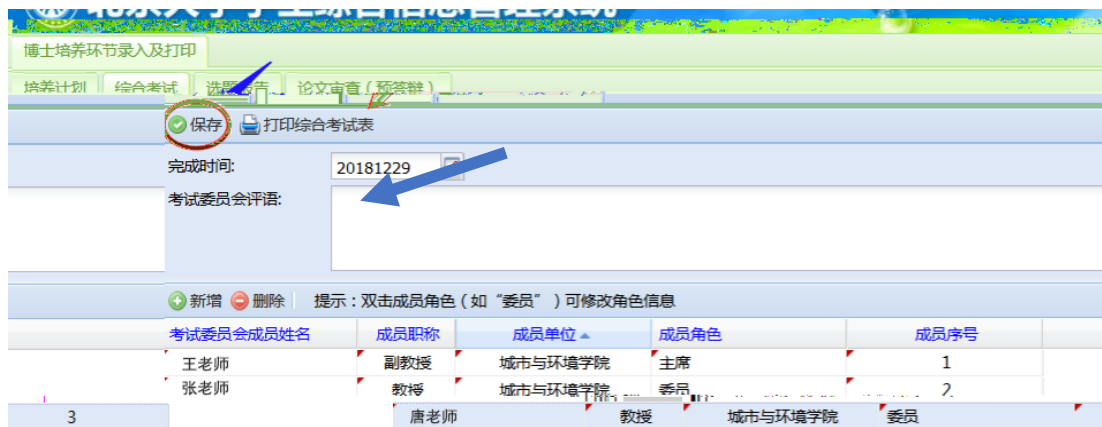 博士培养环节录入及打印
培养计划 综合考试 选题报告 论文审查（预答辩）
保存 打印综合考试表
完成时间: 20181229
考试委员会评语:
新增 删除 提示：双击成员角色（如“委员”）可修改角色信息
考试委员会成员姓名 成员职称 成员单位 成员角色 成员序号
王老师 副教授 城市与环境学院 主席 1
张老师 教授 城市与环境学院 委员 2
3 唐老师 教授 城市与环境学院 委员